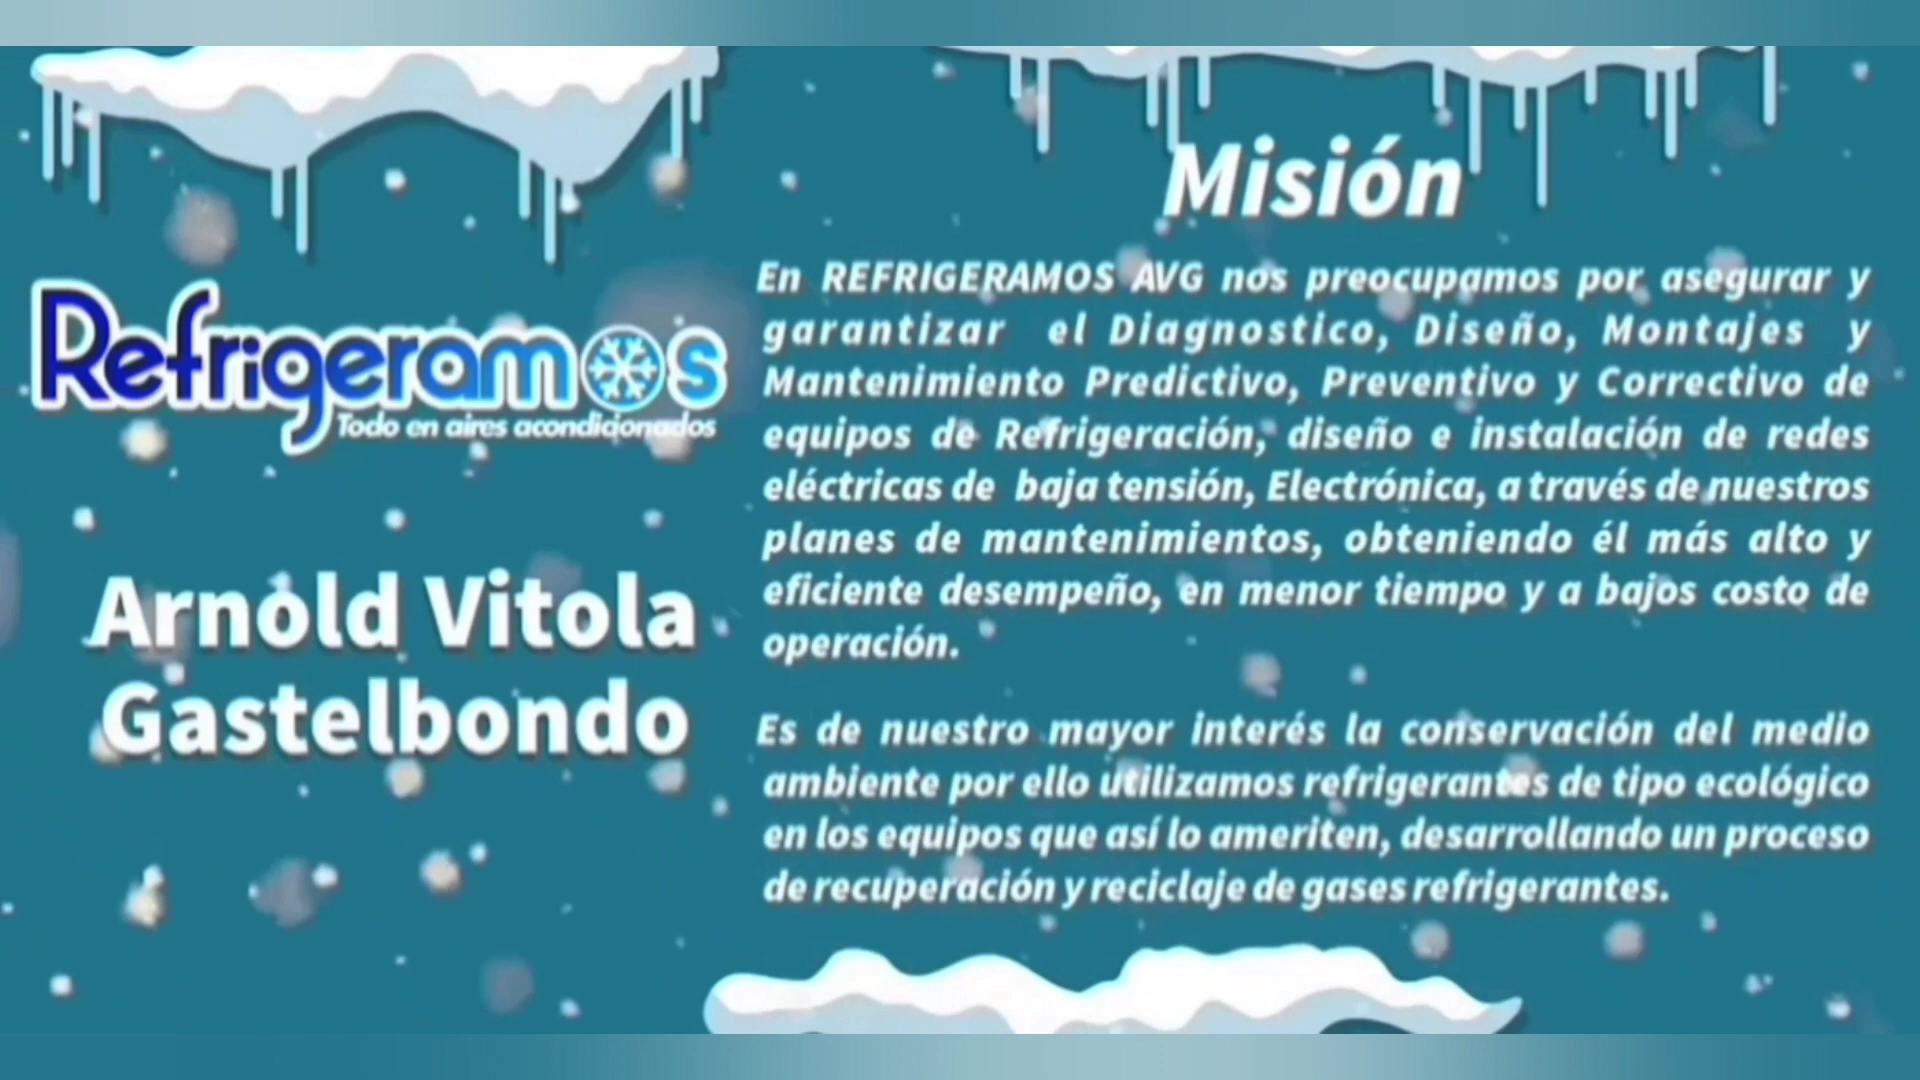 Refrigeramos
Todo en aires acondicionados
Arnold Vitola
Gastelbondo
Misión
En REFRIGERAMOS AVG nos preocupamos por asegurar y
garantizar el Diagnostico, Diseño, Montajes y
Mantenimiento Predictivo, Preventivo y Correctivo de
equipos de Refrigeración, diseño e instalación de redes
eléctricas de baja tensión, Electrónica, a través de nuestros
planes de mantenimientos, obteniendo él más alto y
eficiente desempeño, en menor tiempo y a bajos costo de
operación.
Es de nuestro mayor interés la conservación del medio
ambiente por ello utilizamos refrigerantes de tipo ecológico
en los equipos que así lo ameriten, desarrollando un proceso
de recuperación y reciclaje de gases refrigerantes.